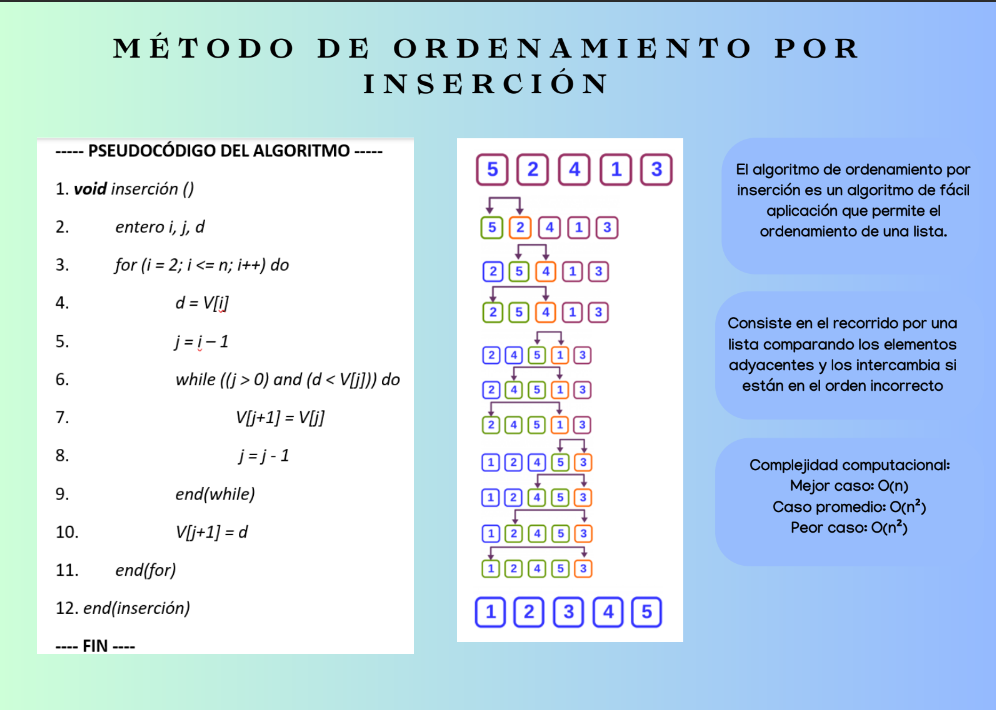 MÉTODO DE ORDENAMIENTO POR
INSERCIÓN
----- PSEUDOCÓDIGO DEL ALGORITMO -----
1. void inserción ()
2. entero i, j, d
3. for (i = 2; i <= n; i++) do
4. d = V[i]
5. j = i – 1
6. while ((j > 0) and (d < V[j])) do
7. V[j+1] = V[j]
8. j = j - 1
9. end(while)
10. V[j+1] = d
11. end(for)
12. end(inserción)
---- FIN ----
5 2 4 1 3
5 2 4 1 3
2 5 4 1 3
2 5 4 1 3
2 4 5 1 3
2 4 5 1 3
2 4 5 1 3
1 2 4 5 3
1 2 4 5 3
1 2 4 5 3
1 2 4 5 3
1 2 3 4 5
El algoritmo de ordenamiento por
inserción es un algoritmo de fácil
aplicación que permite el
ordenamiento de una lista.
Consiste en el recorrido por una
lista comparando los elementos
adyacentes y los intercambia si
están en el orden incorrecto
Complejidad computacional:
Mejor caso: O(n)
Caso promedio: O(n²)
Peor caso: O(n²)